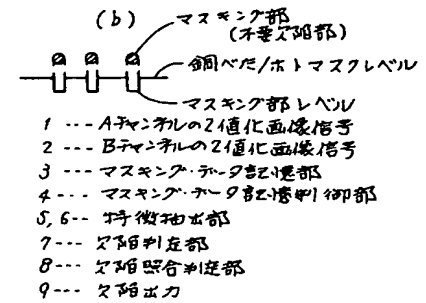 (b)
マスキング部
(不要欠陥部)
銅べた/ホトマスクレベル
マスキング部レベル
1 --- Aチャンネルの2値化画像信号
2 --- Bチャンネルの2値化画像信号
3 --- マスキング・データ記憶部
4 --- マスキング・データ記憶制御部
5,6-- 特徴抽出部
7--- 欠陥判定部
8--- 欠陥照合判定部
9--- 欠陥出力